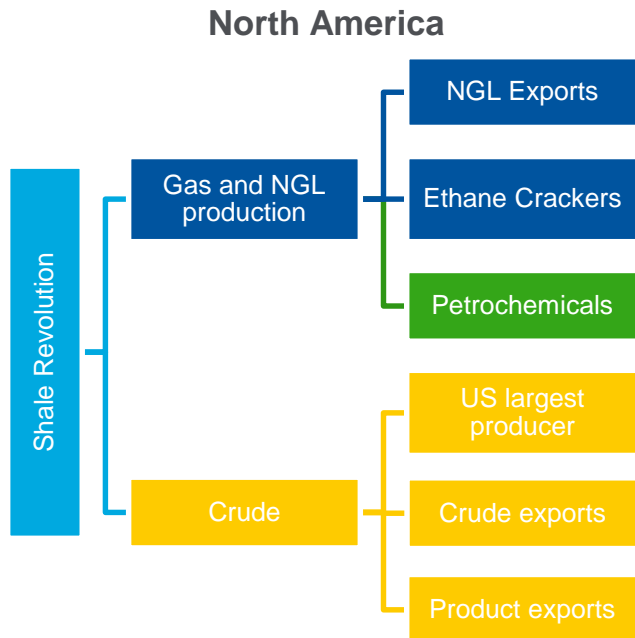 North America
NGL Exports
Gas and NGL
production
Ethane Crackers
Petrochemicals
Shale Revolution
US largest
producer
Crude
Crude exports
Product exports